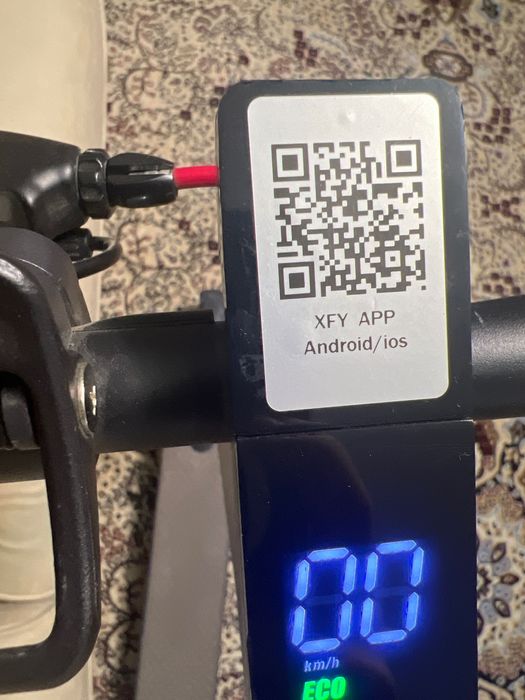 XFY APP
Android/ios
00
km/h
ECO